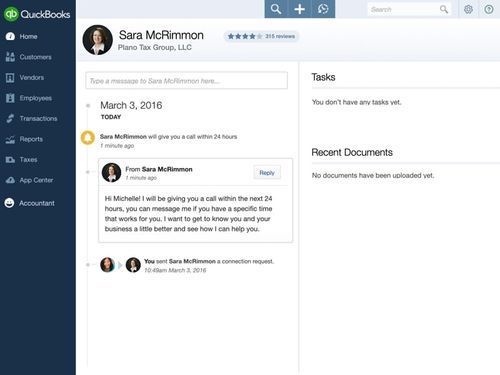 qb QuickBooks
Home
Customers
Vendors
Employees
Transactions
Reports
Taxes
App Center
Accountant
Search
Sara McRimmon
315 reviews
Plano Tax Group, LLC
Type a message to Sara McRimmon here...
March 3, 2016
TODAY
Sara McRimmon will give you a call within 24 hours
1 minute ago
From Sara McRimmon
1 minute ago
Reply
Hi Michelle! I will be giving you a call within the next 24
hours, you can message me if you have a specific time
that works for you. I want to get to know you and your
business a little better and see how I can help you.
You sent Sara McRimmon a connection request.
10:49am March 3, 2016
Tasks
You don't have any tasks yet.
Recent Documents
No documents have been uploaded yet.